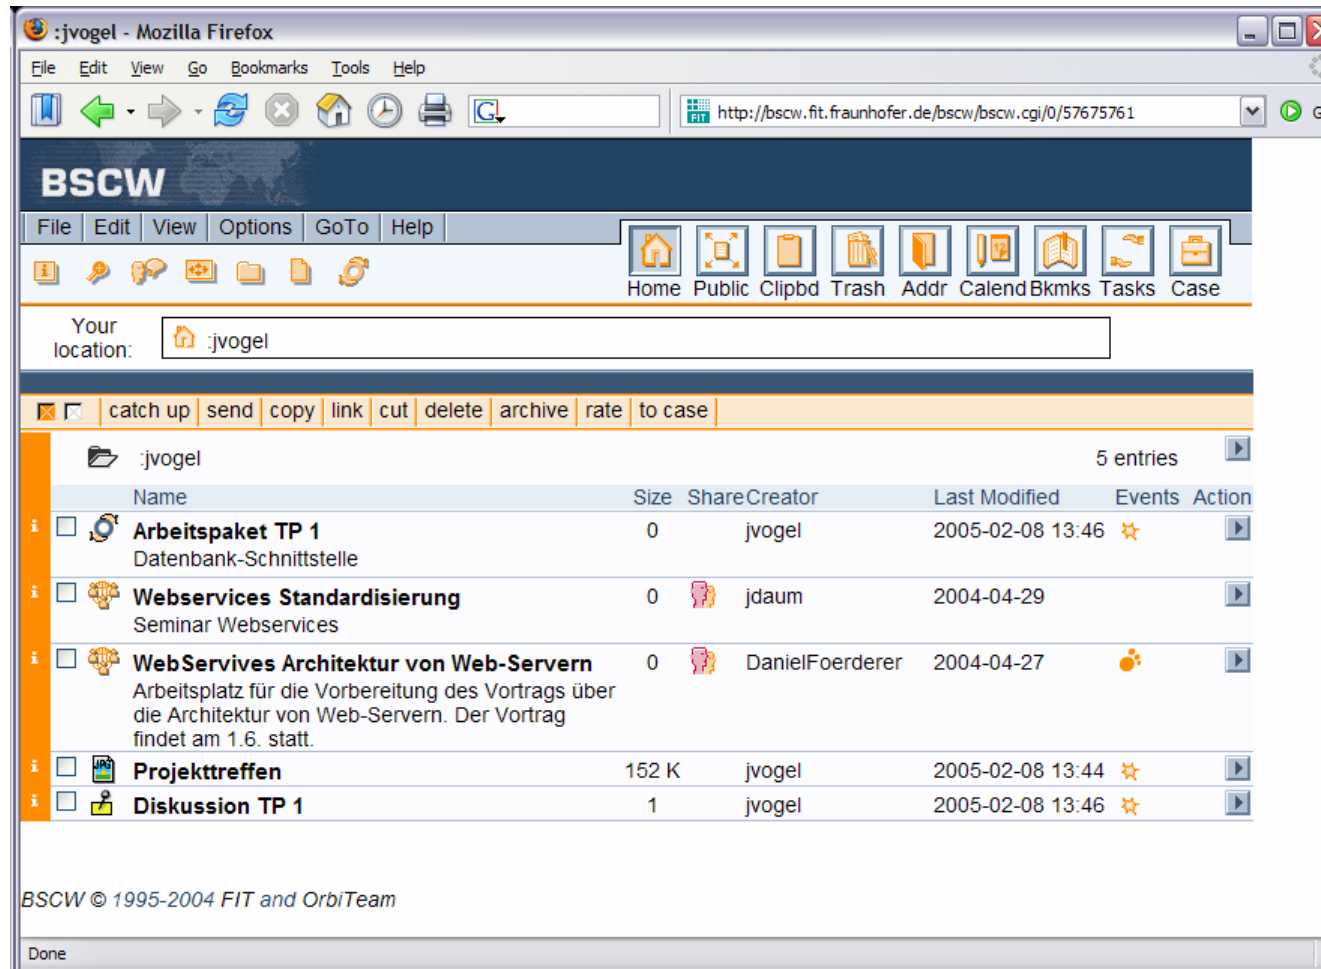 :jvogel - Mozilla Firefox
File Edit View Go Bookmarks Tools Help
G
FIT http://bscw.fit.fraunhofer.de/bscw/bscw.cgi/0/57675761 G
BSCW
File Edit View Options GoTo Help
Home Public Clipbd Trash Addr Calend Bkmks Tasks Case
Your location: :jvogel
catch up send copy link cut delete archive rate to case
:jvogel 5 entries
Name Size Share Creator Last Modified Events Action
i Arbeitspaket TP 1 0 jvogel 2005-02-08 13:46
Datenbank-Schnittstelle
i Webservices Standardisierung 0 jdaum 2004-04-29
Seminar Webservices
i WebServives Architektur von Web-Servern 0 DanielFoerderer 2004-04-27
Arbeitsplatz für die Vorbereitung des Vortrags über
die Architektur von Web-Servern. Der Vortrag
findet am 1.6. statt.
i JPG Projekttreffen 152 K jvogel 2005-02-08 13:44
i Diskussion TP 1 1 jvogel 2005-02-08 13:46
BSCW © 1995-2004 FIT and OrbiTeam
Done